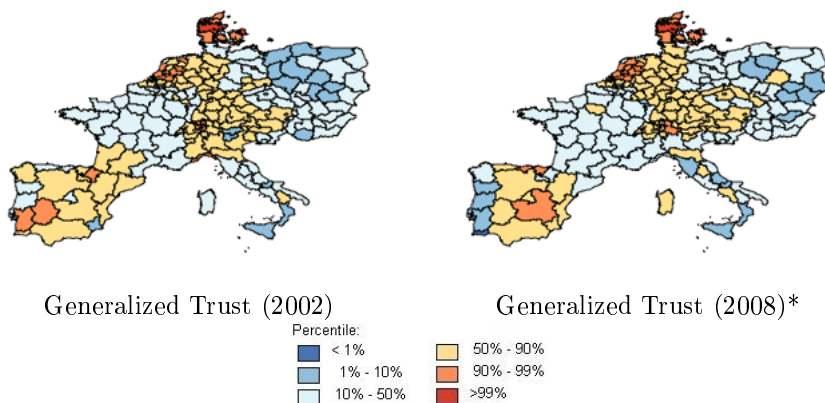 Generalized Trust (2002)
Generalized Trust (2008)*
Percentile:
< 1%
1% - 10%
10% - 50%
50% - 90%
90% - 99%
>99%